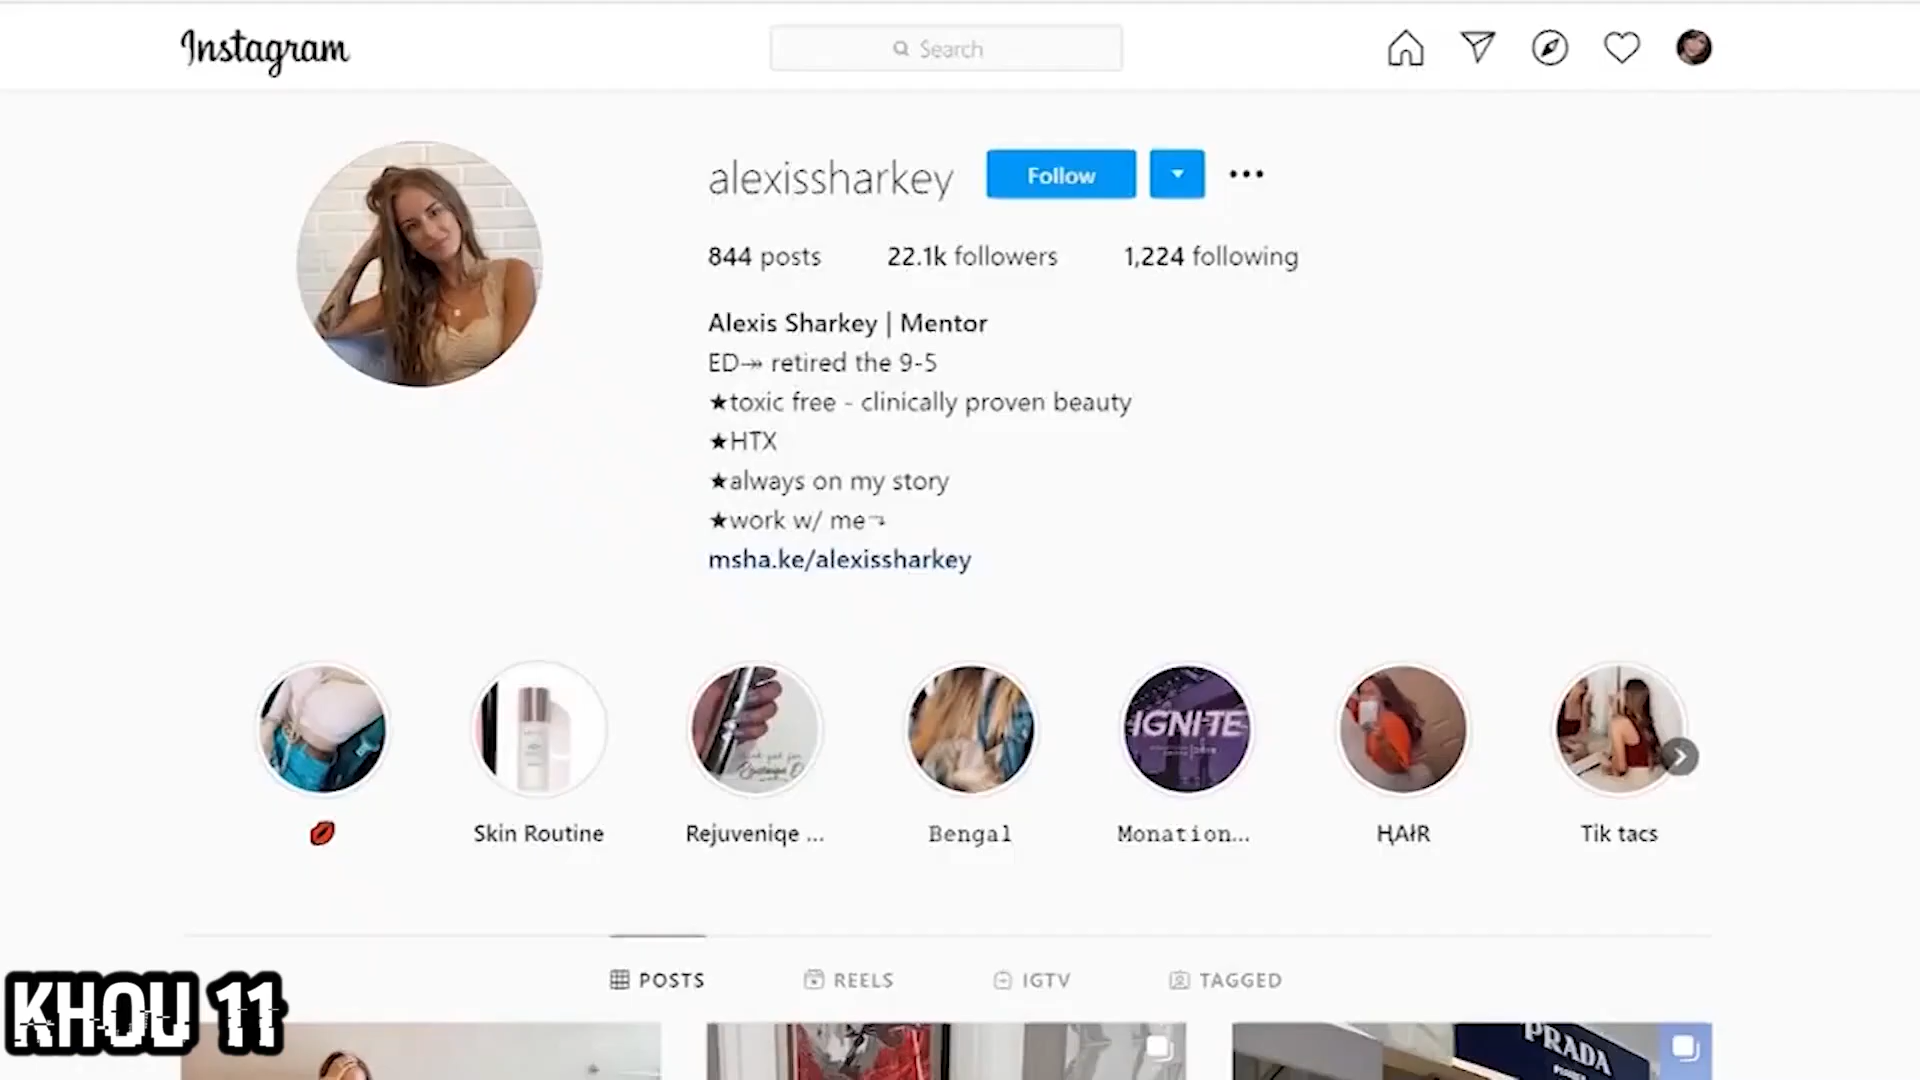 Instagram
Search
alexissharkey
Follow
844 posts 22.1k followers 1,224 following
Alexis Sharkey | Mentor
ED↠ retired the 9-5
★toxic free - clinically proven beauty
★HTX
★always on my story
★work w/ me¬
msha.ke/alexissharkey
IGNITE
💋 Skin Routine Rejuveniqe ... Bengal Monation... ⱧAłR Tik tacs
POSTS REELS IGTV TAGGED
KHOU 11
PRADA